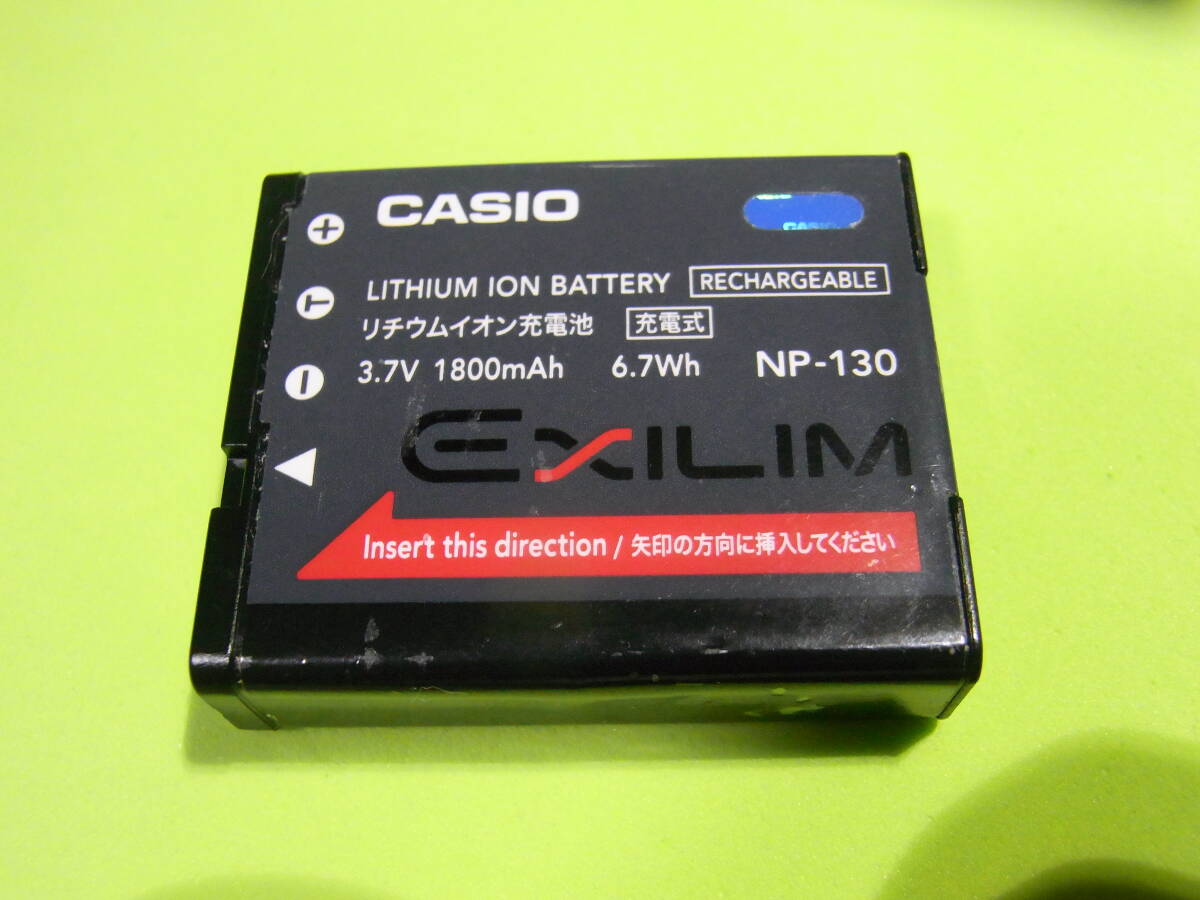 CASIO
CASIO
LITHIUM ION BATTERY RECHARGEABLE
リチウムイオン充電池 充電式
3.7V 1800mAh 6.7Wh NP-130
+
T
−
EXILIM
Insert this direction / 矢印の方向に挿入してください